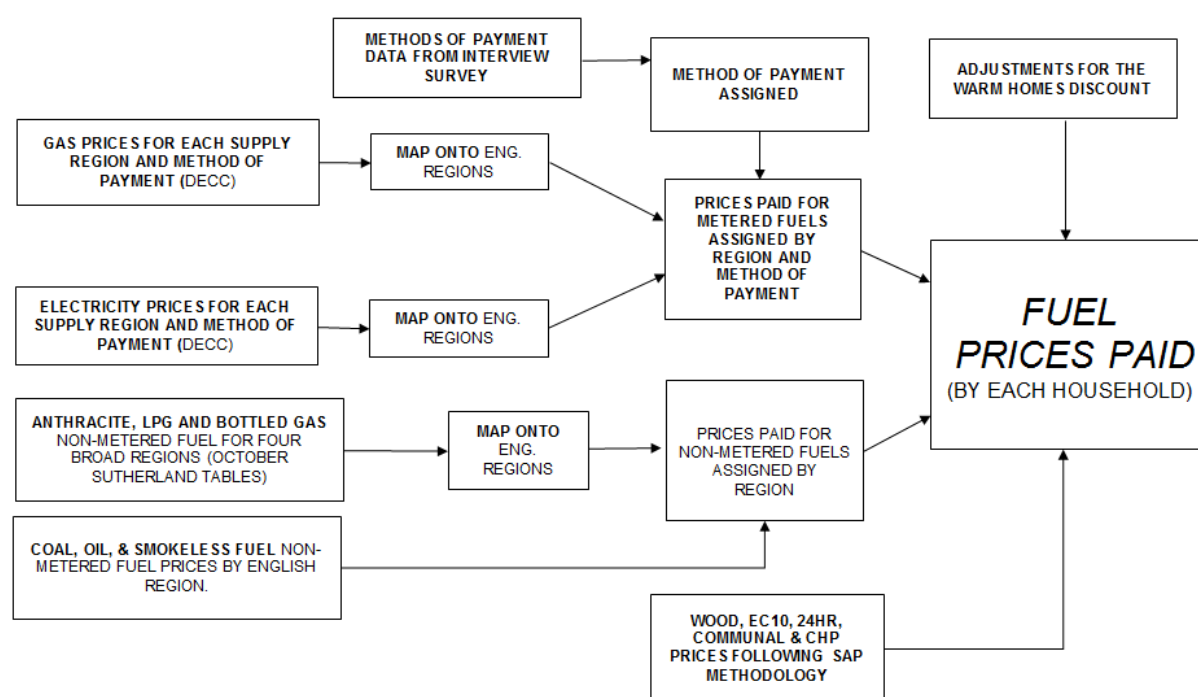 METHODS OF PAYMENT
DATA FROM INTERVIEW
SURVEY
METHOD OF PAYMENT
ASSIGNED
ADJUSTMENTS FOR THE
WARM HOMES DISCOUNT
GAS PRICES FOR EACH SUPPLY
REGION AND METHOD OF
PAYMENT (DECC)
MAP ONTO ENG.
REGIONS
PRICES PAID FOR
METERED FUELS
ASSIGNED BY
REGION AND
METHOD OF
PAYMENT
ELECTRICITY PRICES FOR EACH
SUPPLY REGION AND METHOD OF
PAYMENT (DECC)
MAP ONTO ENG.
REGIONS
FUEL
PRICES PAID
(BY EACH HOUSEHOLD)
ANTHRACITE, LPG AND BOTTLED GAS
NON-METERED FUEL FOR FOUR
BROAD REGIONS (OCTOBER
SUTHERLAND TABLES)
MAP ONTO
ENG.
REGIONS
PRICES PAID FOR
NON-METERED FUELS
ASSIGNED BY
REGION
COAL, OIL, & SMOKELESS FUEL NON-
METERED FUEL PRICES BY ENGLISH
REGION.
WOOD, EC10, 24HR,
COMMUNAL & CHP
PRICES FOLLOWING SAP
METHODOLOGY